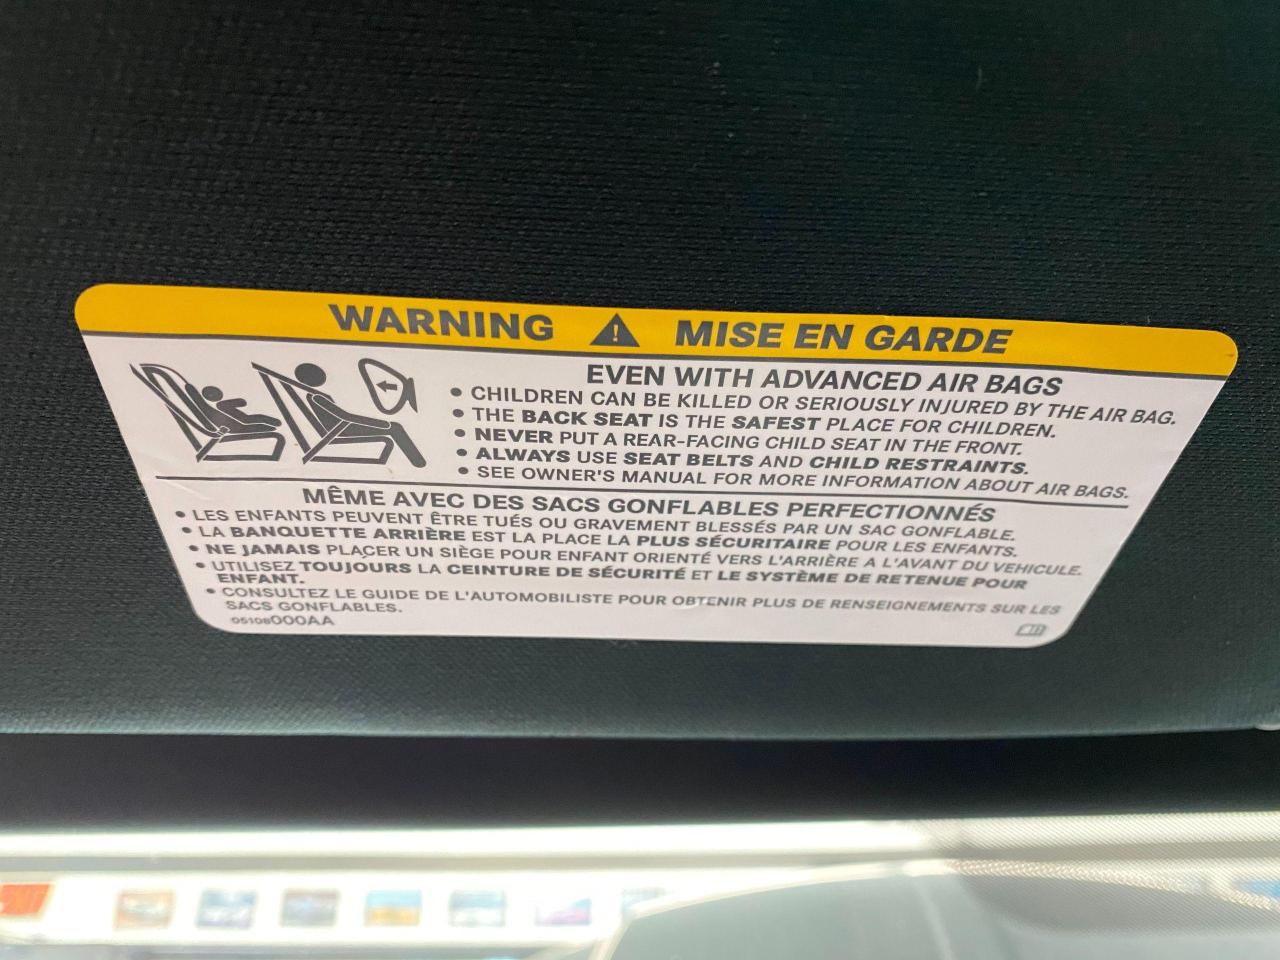 WARNING MISE EN GARDE
EVEN WITH ADVANCED AIR BAGS
• CHILDREN CAN BE KILLED OR SERIOUSLY INJURED BY THE AIR BAG.
• THE BACK SEAT IS THE SAFEST PLACE FOR CHILDREN.
• NEVER PUT A REAR-FACING CHILD SEAT IN THE FRONT.
• ALWAYS USE SEAT BELTS AND CHILD RESTRAINTS.
• SEE OWNER'S MANUAL FOR MORE INFORMATION ABOUT AIR BAGS.
MÊME AVEC DES SACS GONFLABLES PERFECTIONNÉS
• LES ENFANTS PEUVENT ÊTRE TUÉS OU GRAVEMENT BLESSÉS PAR UN SAC GONFLABLE.
• LA BANQUETTE ARRIÈRE EST LA PLACE LA PLUS SÉCURITAIRE POUR LES ENFANTS.
• NE JAMAIS PLAÇER UN SIÈGE POUR ENFANT ORIENTÉ VERS L'ARRIÈRE A L'AVANT DU VEHICULE.
• UTILISEZ TOUJOURS LA CEINTURE DE SÉCURITÉ ET LE SYSTÈME DE RETENUE POUR
ENFANT.
• CONSULTEZ LE GUIDE DE L'AUTOMOBILISTE POUR OBTENIR PLUS DE RENSEIGNEMENTS SUR LES
SACS GONFLABLES.
05108000AA